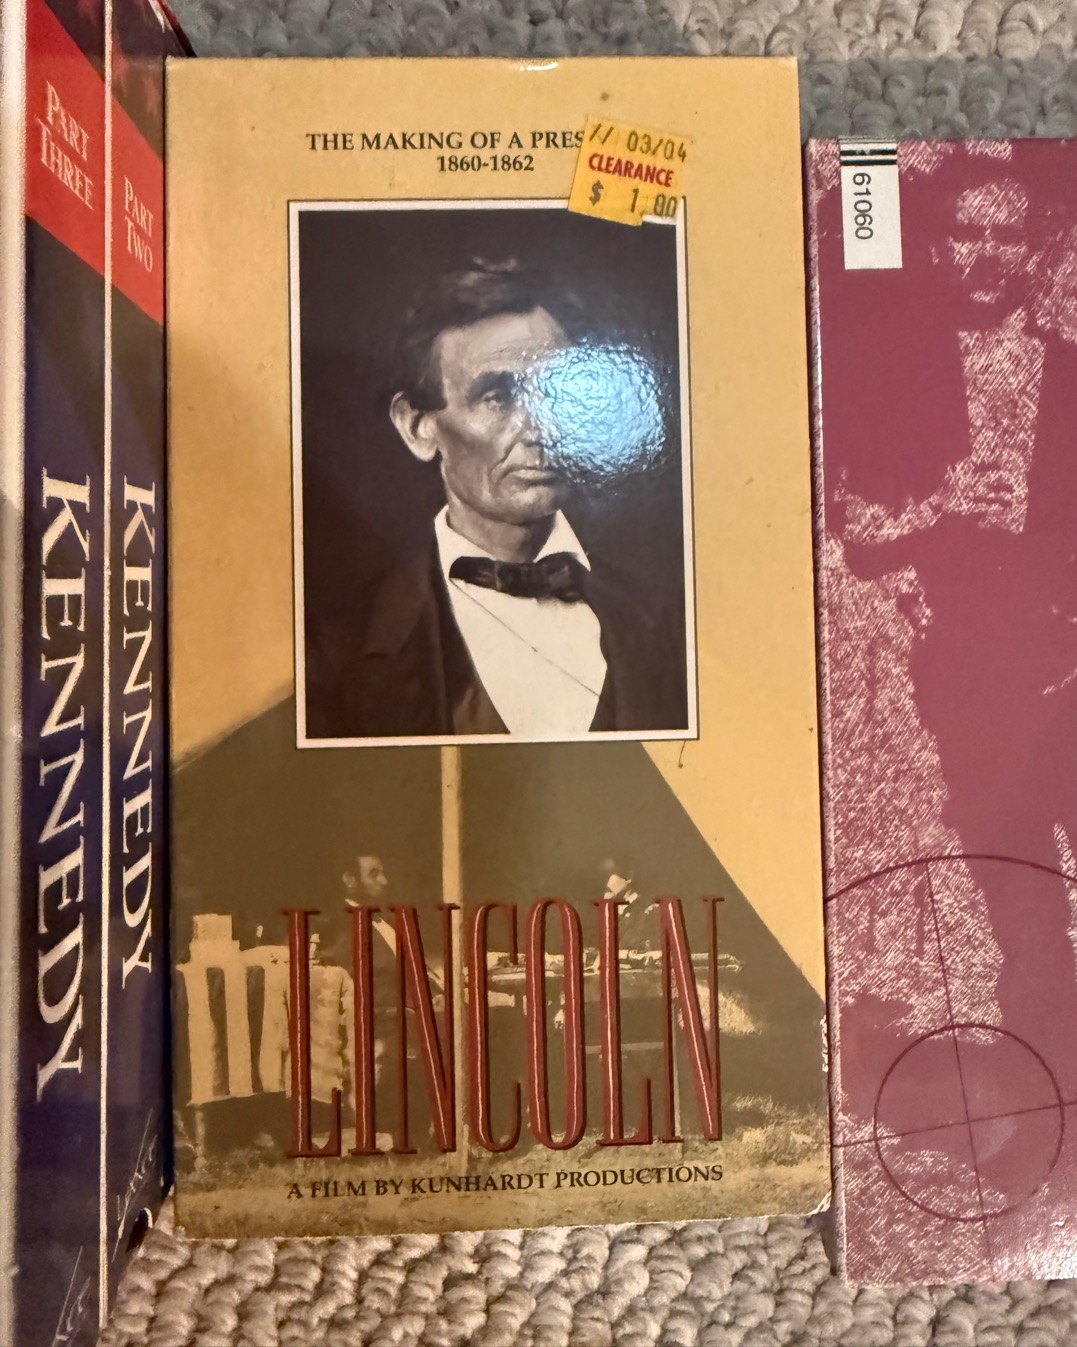 PART
THREE
KENNEDY
PART
TWO
KENNEDY
THE MAKING OF A PRES
1860-1862
// 03/04
CLEARANCE
$ 1.00
LINCOLN
A FILM BY KUNHARDT PRODUCTIONS
61060